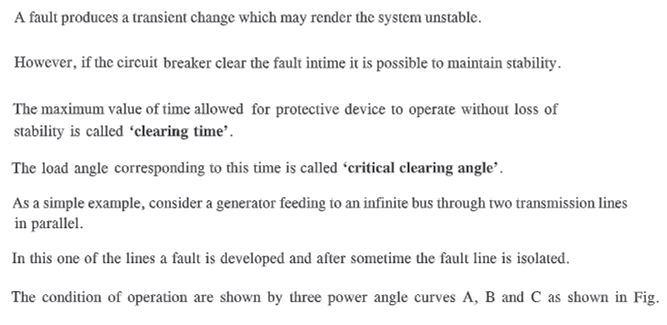 A fault produces a transient change which may render the system unstable.
However, if the circuit breaker clear the fault intime it is possible to maintain stability.
The maximum value of time allowed for protective device to operate without loss of
stability is called ‘clearing time’.
The load angle corresponding to this time is called ‘critical clearing angle’.
As a simple example, consider a generator feeding to an infinite bus through two transmission lines
in parallel.
In this one of the lines a fault is developed and after sometime the fault line is isolated.
The condition of operation are shown by three power angle curves A, B and C as shown in Fig.